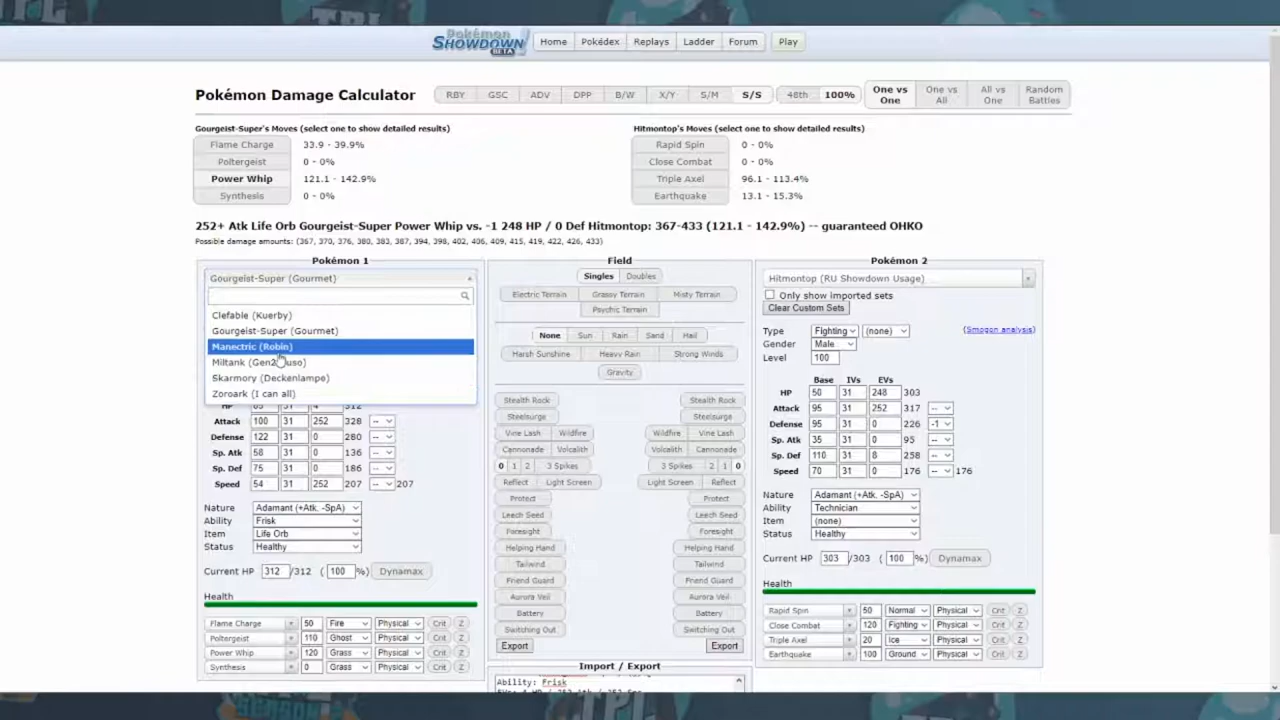 Pokémon
SHOWDOWN
BETA
Home Pokédex Replays Ladder Forum Play
Pokémon Damage Calculator
RBY GSC ADV DPP B/W X/Y S/M S/S 48th 100% One vs One One vs All All vs One Random Battles
Gourgeist-Super's Moves (select one to show detailed results)
Flame Charge 33.9 - 39.9%
Poltergeist 0 - 0%
Power Whip 121.1 - 142.9%
Synthesis 0 - 0%
Hitmontop's Moves (select one to show detailed results)
Rapid Spin 0 - 0%
Close Combat 0 - 0%
Triple Axel 96.1 - 113.4%
Earthquake 13.1 - 15.3%
252+ Atk Life Orb Gourgeist-Super Power Whip vs. -1 248 HP / 0 Def Hitmontop: 367-433 (121.1 - 142.9%) -- guaranteed OHKO
Possible damage amounts: (367, 370, 376, 380, 383, 387, 394, 398, 402, 406, 409, 415, 419, 422, 426, 433)
Pokémon 1
Gourgeist-Super (Gourmet)
Clefable (Kuerby)
Gourgeist-Super (Gourmet)
Manectric (Robin)
Skarmory (Deckenlampe)
Zoroark (I can all)
Attack 100 31 252 328 --
Defense 122 31 0 280 --
Sp. Atk 58 31 0 136 --
Sp. Def 75 31 0 186 --
Speed 54 31 252 207 -- 207
Nature Adamant (+Atk, -SpA)
Ability Frisk
Item Life Orb
Status Healthy
Current HP 312 /312 ( 100 %) Dynamax
Health
Flame Charge 50 Fire Physical Crit Z
Poltergeist 110 Ghost Physical Crit Z
Power Whip 120 Grass Physical Crit Z
Synthesis 0 Grass Physical Crit Z
Field
Singles Doubles
Electric Terrain Grassy Terrain Misty Terrain
Psychic Terrain
None Sun Rain Sand Hail
Harsh Sunshine Heavy Rain Strong Winds
Gravity
Stealth Rock Stealth Rock
Steelsurge Steelsurge
Vine Lash Wildfire Wildfire Vine Lash
Cannonade Volcalith Volcalith Cannonade
0 1 2 3 Spikes 3 Spikes 2 1 0
Reflect Light Screen Light Screen Reflect
Protect Protect
Leech Seed Leech Seed
Foresight Foresight
Helping Hand Helping Hand
Tailwind Tailwind
Friend Guard Friend Guard
Aurora Veil Aurora Veil
Battery Battery
Switching Out Switching Out
Export Export
Import / Export
Ability: Frisk
Pokémon 2
Hitmontop (RU Showdown Usage)
Only show imported sets
Clear Custom Sets
Type Fighting (none) (Smogon analysis)
Gender Male
Level 100
Base IVs EVs
HP 50 31 248 303
Attack 95 31 252 317 --
Defense 95 31 0 226 -1
Sp. Atk 35 31 0 95 --
Sp. Def 110 31 8 258 --
Speed 70 31 0 176 -- 176
Nature Adamant (+Atk, -SpA)
Ability Technician
Item (none)
Status Healthy
Current HP 303 /303 ( 100 %) Dynamax
Health
Rapid Spin 50 Normal Physical Crit Z
Close Combat 120 Fighting Physical Crit Z
Triple Axel 20 Ice Physical Crit Z
Earthquake 100 Ground Physical Crit Z